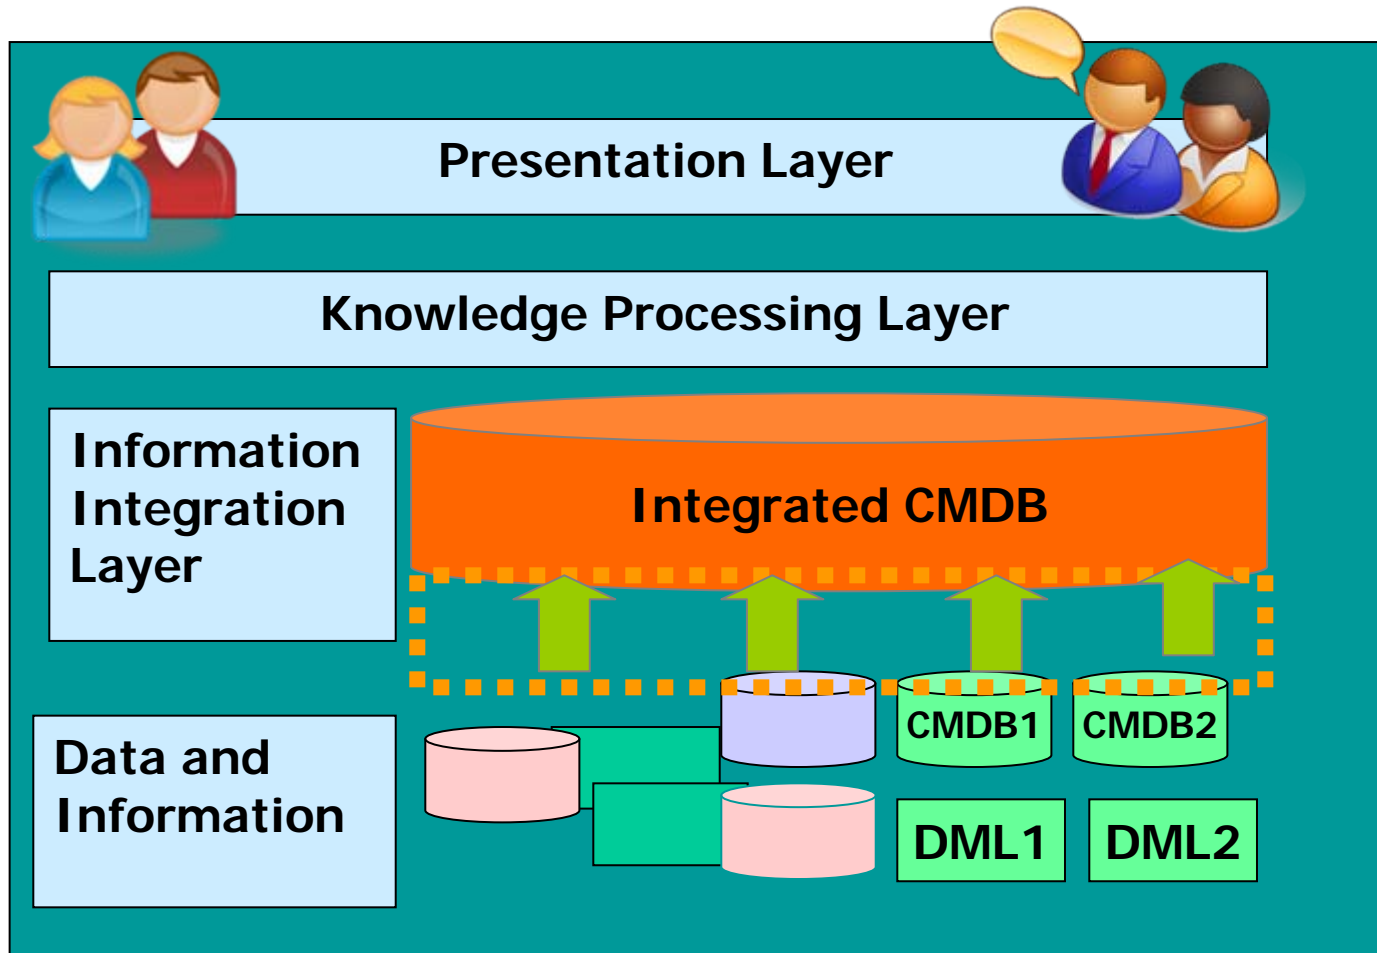 Presentation Layer
Knowledge Processing Layer
Information
Integration
Layer
Integrated CMDB
Data and
Information
CMDB1
CMDB2
DML1
DML2